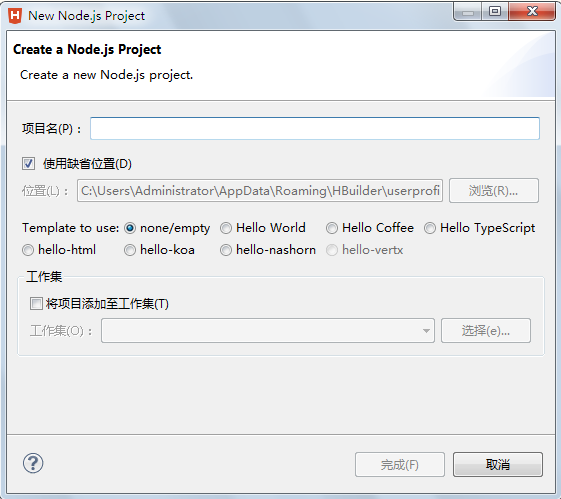 New Node.js Project
Create a Node.js Project
Create a new Node.js project.
项目名(P)：
使用缺省位置(D)
位置(L)： C:\Users\Administrator\AppData\Roaming\HBuilder\userprofi 浏览(R)...
Template to use: none/empty Hello World Hello Coffee Hello TypeScript
hello-html hello-koa hello-nashorn hello-vertx
工作集
将项目添加至工作集(T)
工作集(O)： 选择(e)...
? 完成(F) 取消